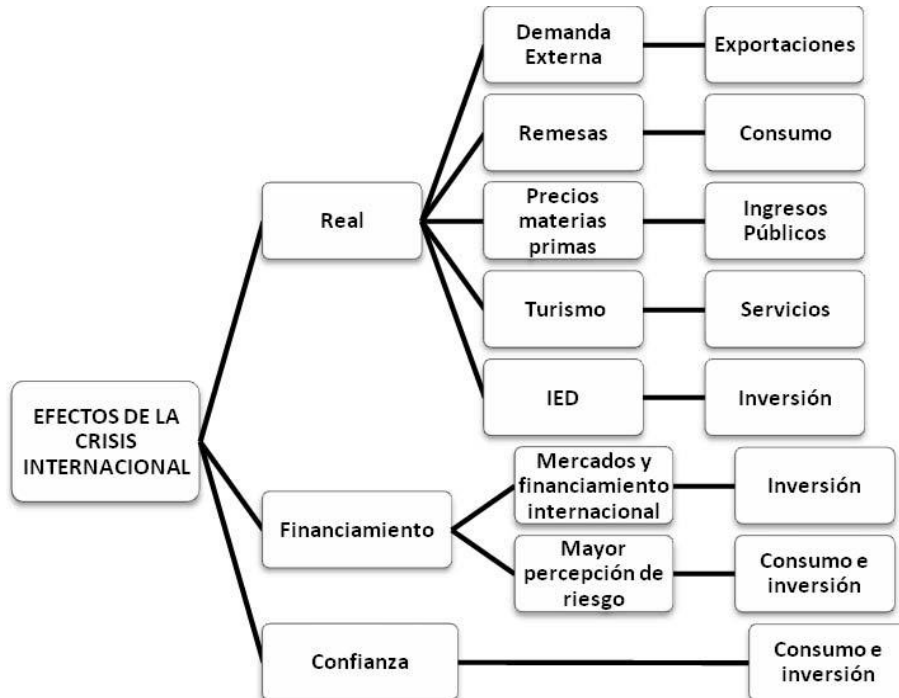 Demanda
Externa
Exportaciones
Remesas
Consumo
Real
Precios
materias
primas
Ingresos
Públicos
Turismo
Servicios
IED
Inversión
EFECTOS DE LA
CRISIS
INTERNACIONAL
Financiamiento
Mercados y
financiamiento
internacional
Inversión
Mayor
percepción de
riesgo
Consumo e
inversión
Confianza
Consumo e
inversión